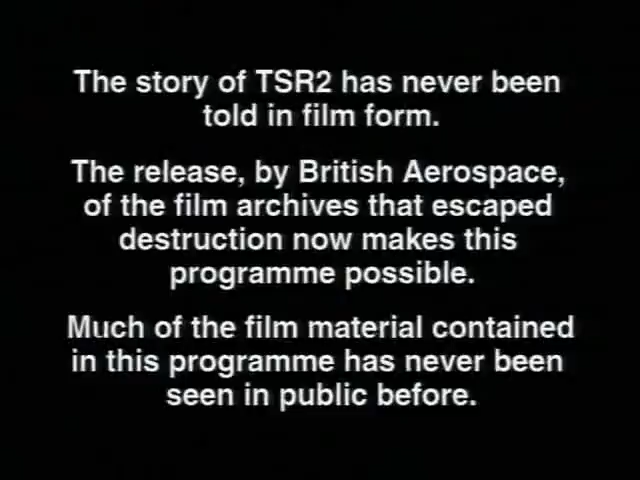 The story of TSR2 has never been
told in film form.
The release, by British Aerospace,
of the film archives that escaped
destruction now makes this
programme possible.
Much of the film material contained
in this programme has never been
seen in public before.